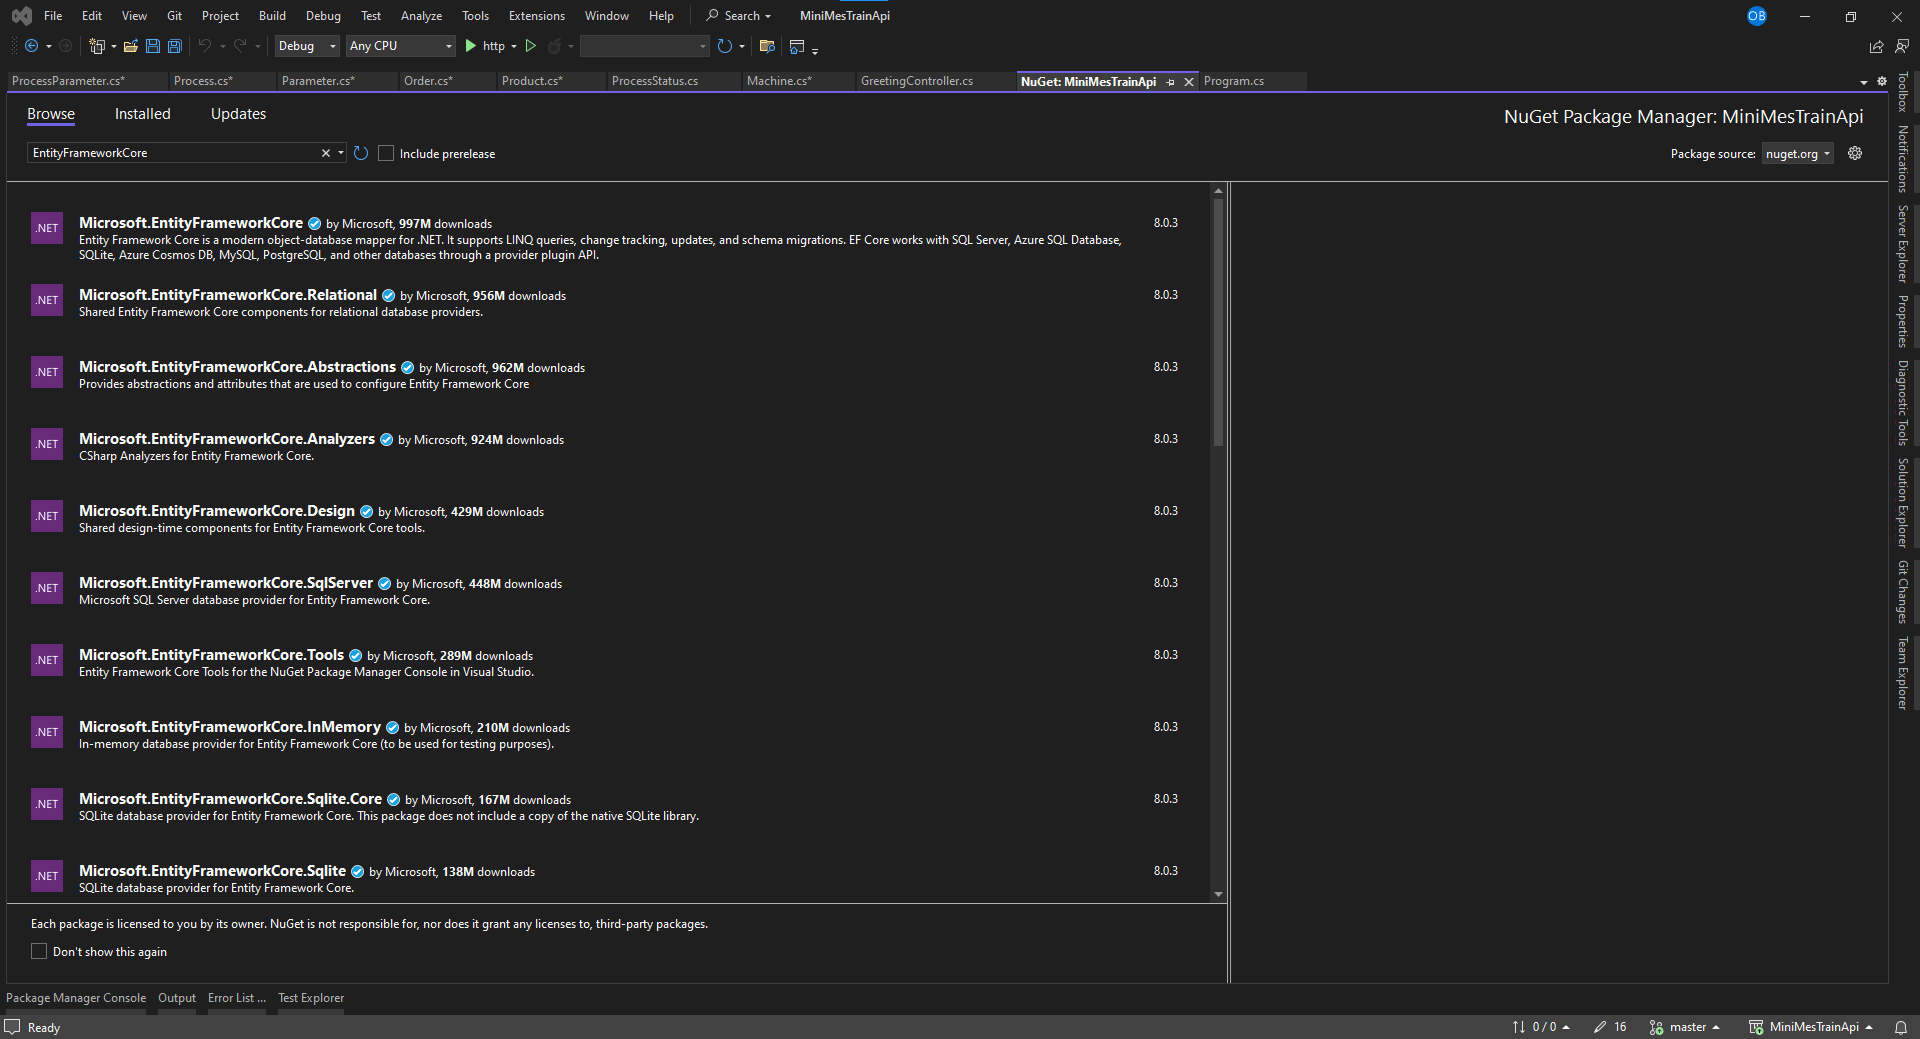 File Edit View Git Project Build Debug Test Analyze Tools Extensions Window Help Search MiniMesTrainApi OB
Debug Any CPU http
ProcessParameter.cs* Process.cs* Parameter.cs* Order.cs* Product.cs* ProcessStatus.cs Machine.cs* GreetingController.cs NuGet: MiniMesTrainApi Program.cs
Browse Installed Updates NuGet Package Manager: MiniMesTrainApi
EntityFrameworkCore Include prerelease Package source: nuget.org
.NET Microsoft.EntityFrameworkCore by Microsoft, 997M downloads 8.0.3
Entity Framework Core is a modern object-database mapper for .NET. It supports LINQ queries, change tracking, updates, and schema migrations. EF Core works with SQL Server, Azure SQL Database,
SQLite, Azure Cosmos DB, MySQL, PostgreSQL, and other databases through a provider plugin API.
.NET Microsoft.EntityFrameworkCore.Relational by Microsoft, 956M downloads 8.0.3
Shared Entity Framework Core components for relational database providers.
.NET Microsoft.EntityFrameworkCore.Abstractions by Microsoft, 962M downloads 8.0.3
Provides abstractions and attributes that are used to configure Entity Framework Core
.NET Microsoft.EntityFrameworkCore.Analyzers by Microsoft, 924M downloads 8.0.3
CSharp Analyzers for Entity Framework Core.
.NET Microsoft.EntityFrameworkCore.Design by Microsoft, 429M downloads 8.0.3
Shared design-time components for Entity Framework Core tools.
.NET Microsoft.EntityFrameworkCore.SqlServer by Microsoft, 448M downloads 8.0.3
Microsoft SQL Server database provider for Entity Framework Core.
.NET Microsoft.EntityFrameworkCore.Tools by Microsoft, 289M downloads 8.0.3
Entity Framework Core Tools for the NuGet Package Manager Console in Visual Studio.
.NET Microsoft.EntityFrameworkCore.InMemory by Microsoft, 210M downloads 8.0.3
In-memory database provider for Entity Framework Core (to be used for testing purposes).
.NET Microsoft.EntityFrameworkCore.Sqlite.Core by Microsoft, 167M downloads 8.0.3
SQLite database provider for Entity Framework Core. This package does not include a copy of the native SQLite library.
.NET Microsoft.EntityFrameworkCore.Sqlite by Microsoft, 138M downloads 8.0.3
SQLite database provider for Entity Framework Core.
Each package is licensed to you by its owner. NuGet is not responsible for, nor does it grant any licenses to, third-party packages.
Don't show this again
Toolbox
Notifications
Server Explorer
Properties
Diagnostic Tools
Solution Explorer
Git Changes
Team Explorer
Package Manager Console Output Error List ... Test Explorer
Ready 0 / 0 16 master MiniMesTrainApi